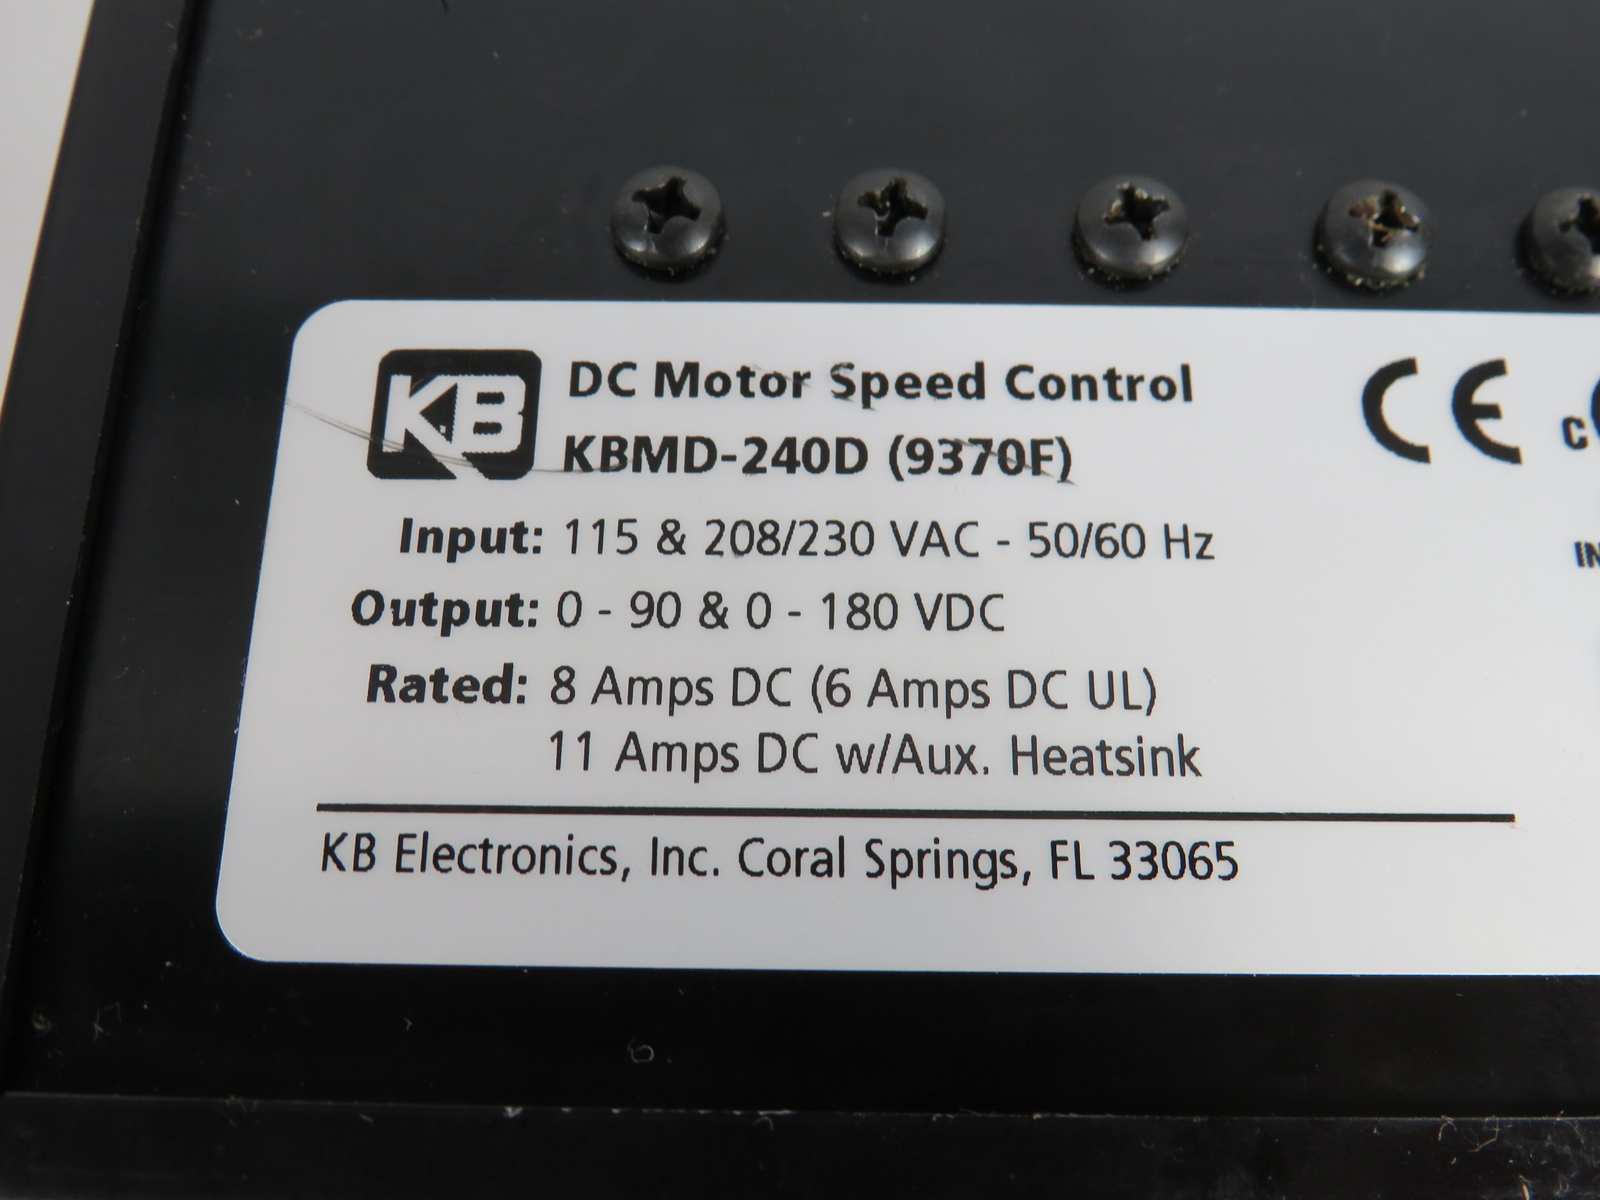 KB
DC Motor Speed Control
KBMD-240D (9370F)
CE
Input: 115 & 208/230 VAC - 50/60 Hz
Output: 0 - 90 & 0 - 180 VDC
Rated: 8 Amps DC (6 Amps DC UL)
11 Amps DC w/Aux. Heatsink
KB Electronics, Inc. Coral Springs, FL 33065